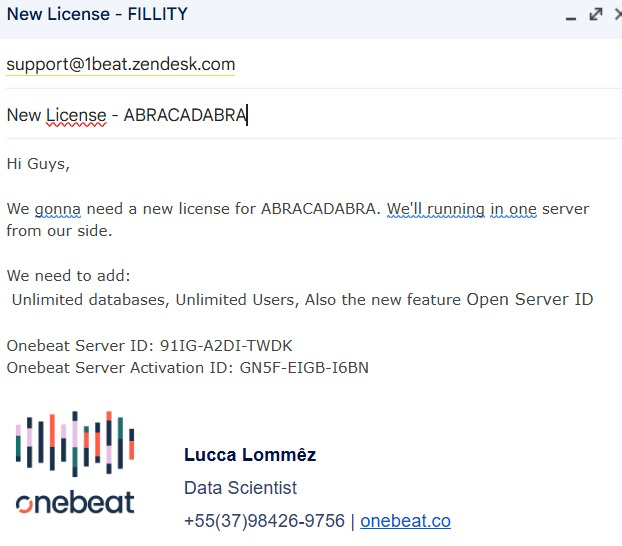 New License - FILLITY
support@1beat.zendesk.com
New License - ABRACADABRA
Hi Guys,
We gonna need a new license for ABRACADABRA. We'll running in one server
from our side.
We need to add:
Unlimited databases, Unlimited Users, Also the new feature Open Server ID
Onebeat Server ID: 91IG-A2DI-TWDK
Onebeat Server Activation ID: GN5F-EIGB-I6BN
onebeat
Lucca Lommêz
Data Scientist
+55(37)98426-9756 | onebeat.co